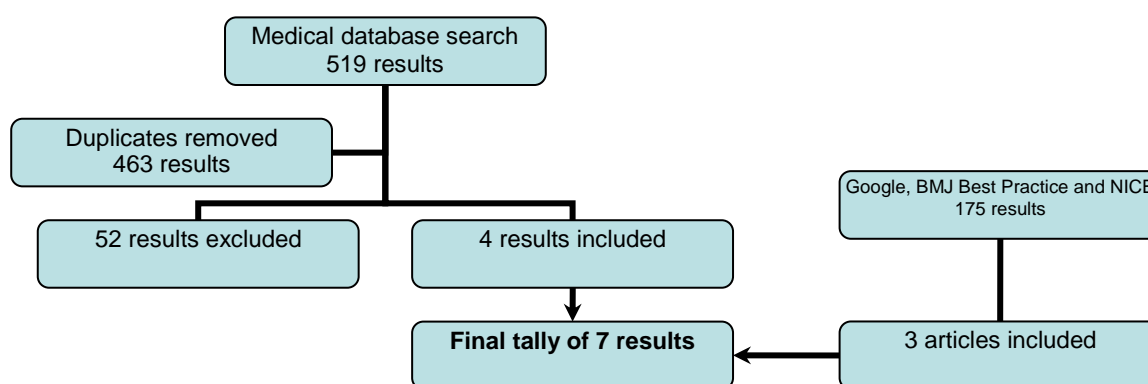 Medical database search
519 results
Duplicates removed
463 results
Google, BMJ Best Practice and NICE
175 results
52 results excluded
4 results included
Final tally of 7 results
3 articles included